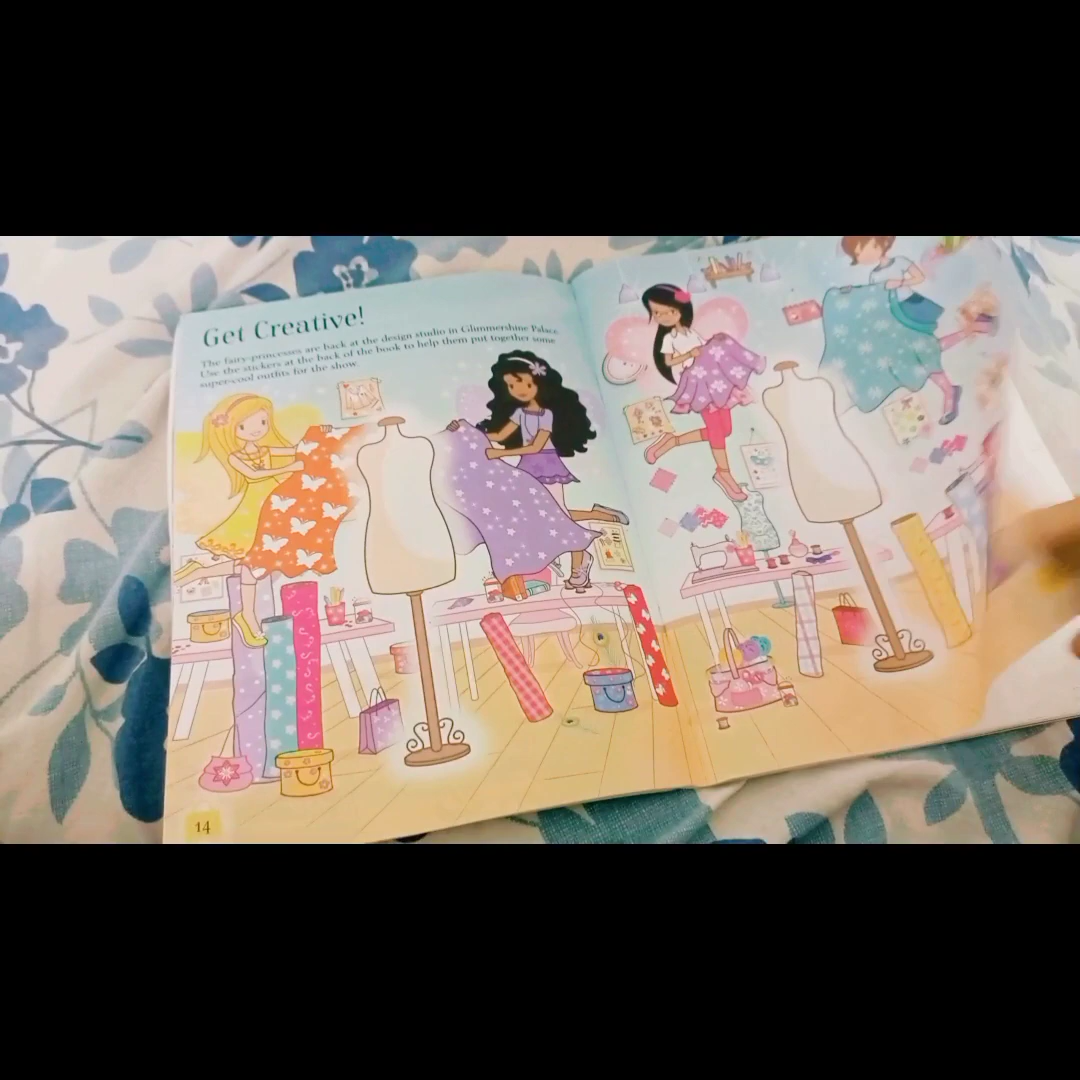 Get Creative!
The fairy-princesses are back at the design studio in Glimmershine Palace.
Use the stickers at the back of the book to help them put together some
super-cool outfits for the show.
14